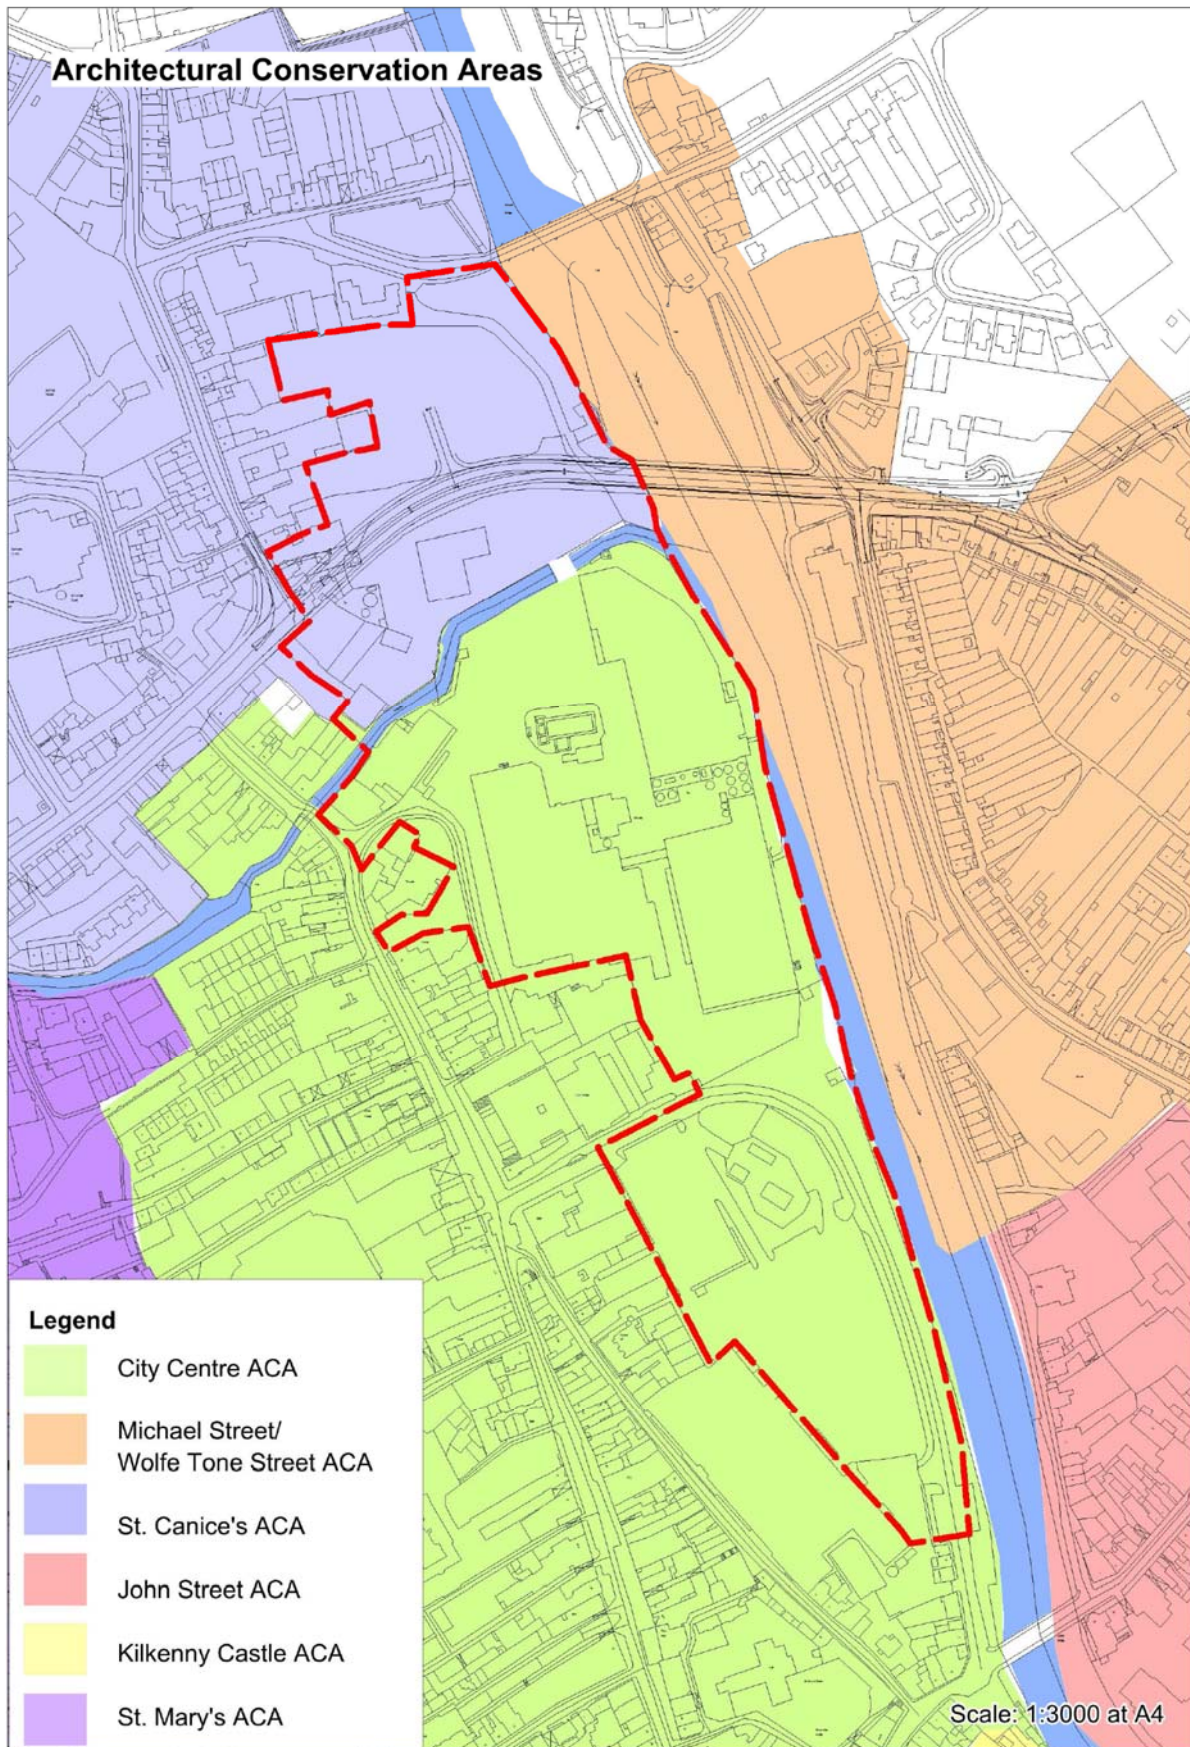 Architectural Conservation Areas
Legend
City Centre ACA
Michael Street/
Wolfe Tone Street ACA
St. Canice's ACA
John Street ACA
Kilkenny Castle ACA
St. Mary's ACA
Scale: 1:3000 at A4